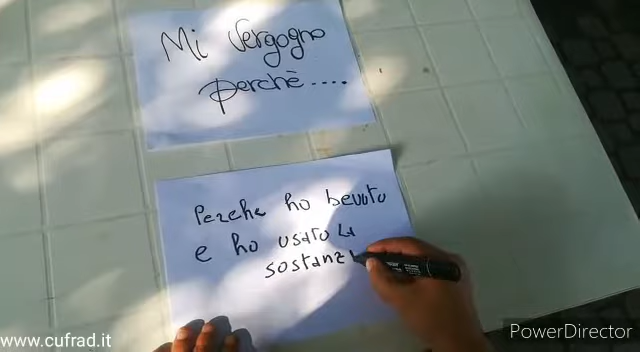 Mi vergogno
perchè....
Perche ho bevuto
e ho usato la
sostanz
www.cufrad.it
PowerDirector